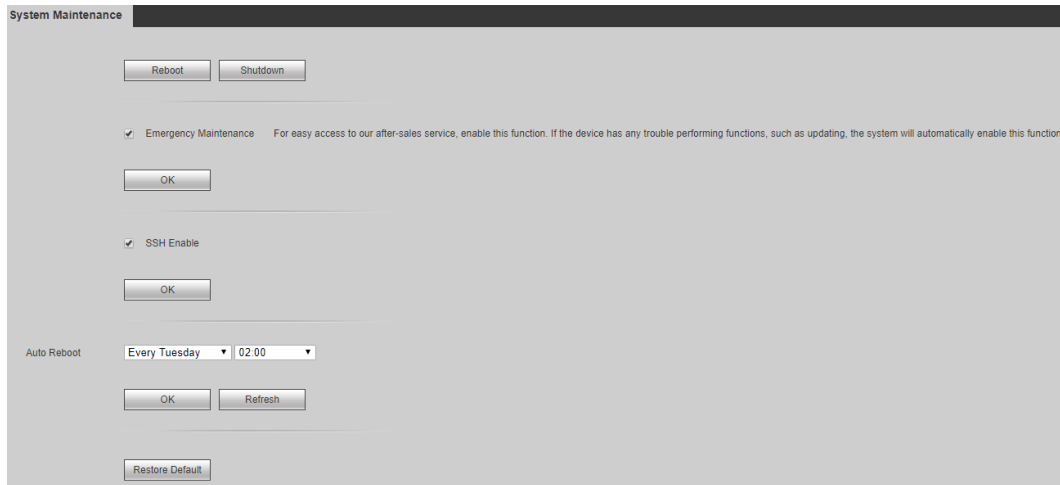 System Maintenance
Reboot Shutdown
Emergency Maintenance For easy access to our after-sales service, enable this function. If the device has any trouble performing functions, such as updating, the system will automatically enable this function
OK
SSH Enable
OK
Auto Reboot Every Tuesday 02:00
OK Refresh
Restore Default